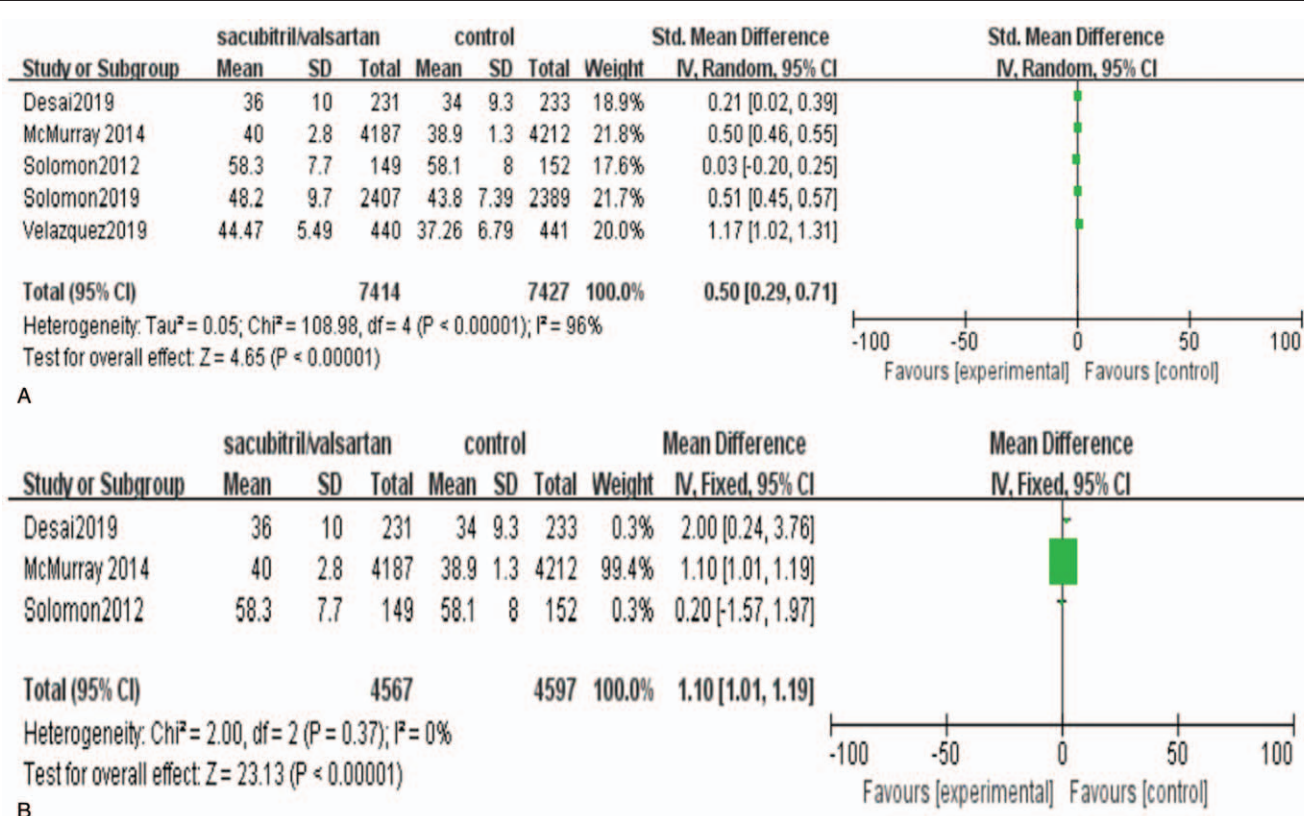 sacubitril/valsartan control Std. Mean Difference Std. Mean Difference
Study or Subgroup Mean SD Total Mean SD Total Weight IV, Random, 95% CI IV, Random, 95% CI
Desai2019 36 10 231 34 9.3 233 18.9% 0.21 [0.02, 0.39]
McMurray 2014 40 2.8 4187 38.9 1.3 4212 21.8% 0.50 [0.46, 0.55]
Solomon2012 58.3 7.7 149 58.1 8 152 17.6% 0.03 [-0.20, 0.25]
Solomon2019 48.2 9.7 2407 43.8 7.39 2389 21.7% 0.51 [0.45, 0.57]
Velazquez2019 44.47 5.49 440 37.26 6.79 441 20.0% 1.17 [1.02, 1.31]
Total (95% CI) 7414 7427 100.0% 0.50 [0.29, 0.71]
Heterogeneity: Tau² = 0.05; Chi² = 108.98, df = 4 (P < 0.00001); I² = 96%
Test for overall effect: Z = 4.65 (P < 0.00001)
-100 -50 0 50 100
Favours [experimental] Favours [control]
A
sacubitril/valsartan control Mean Difference Mean Difference
Study or Subgroup Mean SD Total Mean SD Total Weight IV, Fixed, 95% CI IV, Fixed, 95% CI
Desai2019 36 10 231 34 9.3 233 0.3% 2.00 [0.24, 3.76]
McMurray 2014 40 2.8 4187 38.9 1.3 4212 99.4% 1.10 [1.01, 1.19]
Solomon2012 58.3 7.7 149 58.1 8 152 0.3% 0.20 [-1.57, 1.97]
Total (95% CI) 4567 4597 100.0% 1.10 [1.01, 1.19]
Heterogeneity: Chi² = 2.00, df = 2 (P = 0.37); I² = 0%
Test for overall effect: Z = 23.13 (P < 0.00001)
-100 -50 0 50 100
Favours [experimental] Favours [control]
B